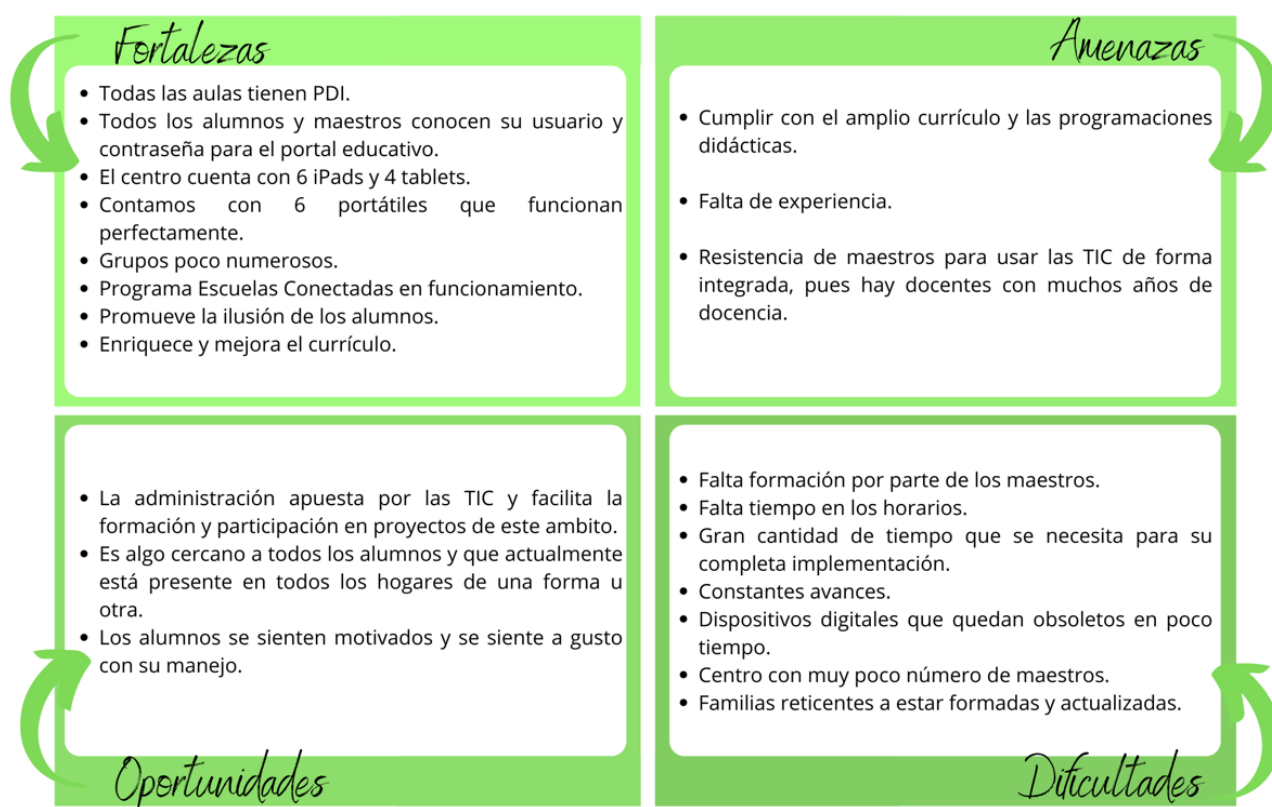 Fortalezas
• Todas las aulas tienen PDI.
• Todos los alumnos y maestros conocen su usuario y
contraseña para el portal educativo.
• El centro cuenta con 6 iPads y 4 tablets.
• Contamos con 6 portátiles que funcionan
perfectamente.
• Grupos poco numerosos.
• Programa Escuelas Conectadas en funcionamiento.
• Promueve la ilusión de los alumnos.
• Enriquece y mejora el currículo.
Amenazas
• Cumplir con el amplio currículo y las programaciones
didácticas.
• Falta de experiencia.
• Resistencia de maestros para usar las TIC de forma
integrada, pues hay docentes con muchos años de
docencia.
• La administración apuesta por las TIC y facilita la
formación y participación en proyectos de este ambito.
• Es algo cercano a todos los alumnos y que actualmente
está presente en todos los hogares de una forma u
otra.
• Los alumnos se sienten motivados y se siente a gusto
con su manejo.
Oportunidades
• Falta formación por parte de los maestros.
• Falta tiempo en los horarios.
• Gran cantidad de tiempo que se necesita para su
completa implementación.
• Constantes avances.
• Dispositivos digitales que quedan obsoletos en poco
tiempo.
• Centro con muy poco número de maestros.
• Familias reticentes a estar formadas y actualizadas.
Dificultades